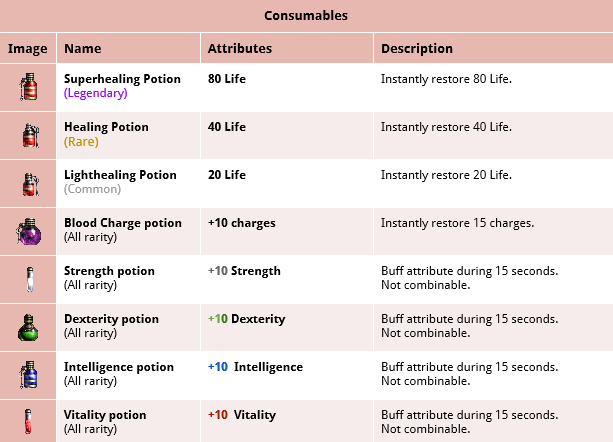 Consumables
Image Name Attributes Description
Superhealing Potion 80 Life Instantly restore 80 Life.
(Legendary)
Healing Potion 40 Life Instantly restore 40 Life.
(Rare)
Lighthealing Potion 20 Life Instantly restore 20 Life.
(Common)
Blood Charge potion +10 charges Instantly restore 15 charges.
(All rarity)
Strength potion +10 Strength Buff attribute during 15 seconds.
(All rarity) Not combinable.
Dexterity potion +10 Dexterity Buff attribute during 15 seconds.
(All rarity) Not combinable.
Intelligence potion +10 Intelligence Buff attribute during 15 seconds.
(All rarity) Not combinable.
Vitality potion +10 Vitality Buff attribute during 15 seconds.
(All rarity) Not combinable.